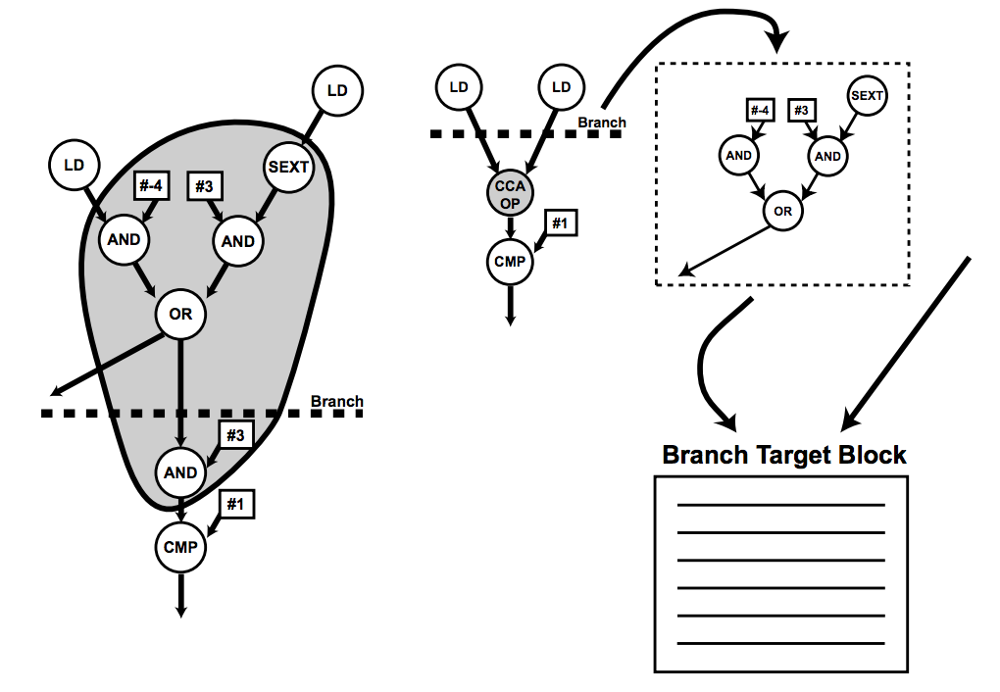 LD
LD
SEXT
#-4
#3
AND
AND
OR
Branch
#3
AND
#1
CMP
LD
LD
Branch
CCA
OP
#1
CMP
SEXT
#-4
#3
AND
AND
OR
Branch Target Block